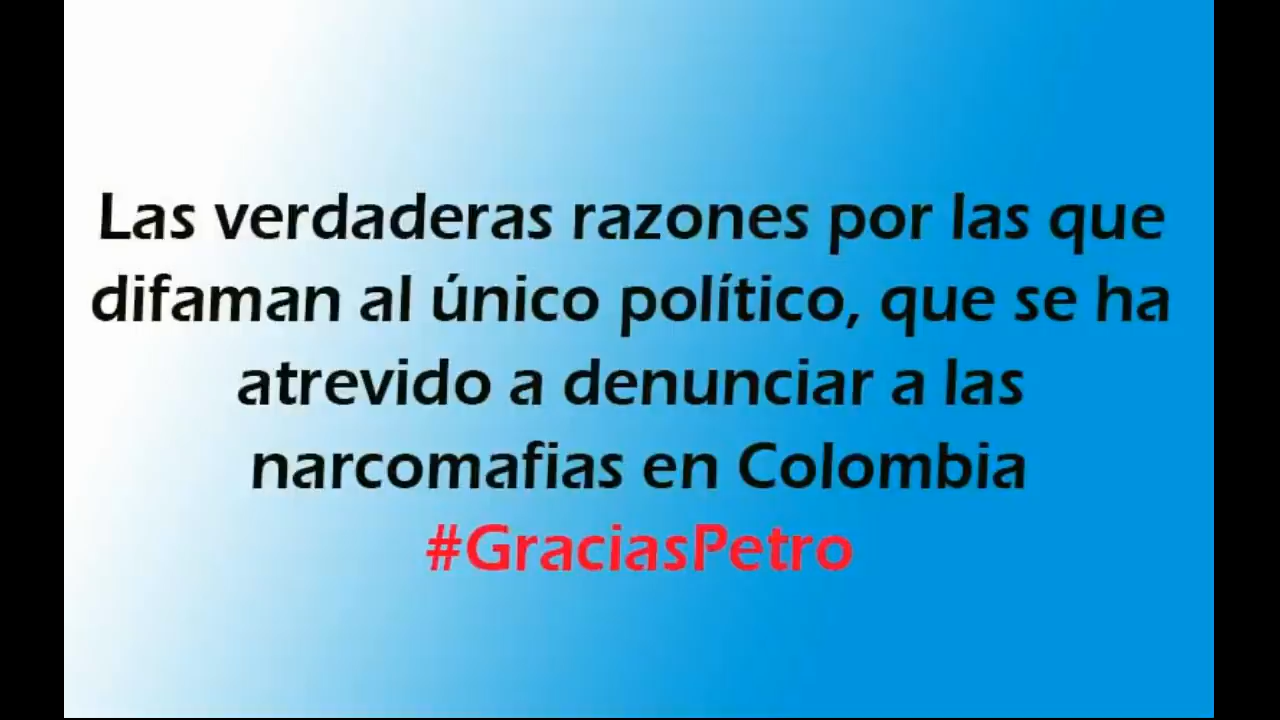 Las verdaderas razones por las que
difaman al único político, que se ha
atrevido a denunciar a las
narcomafias en Colombia
#GraciasPetro